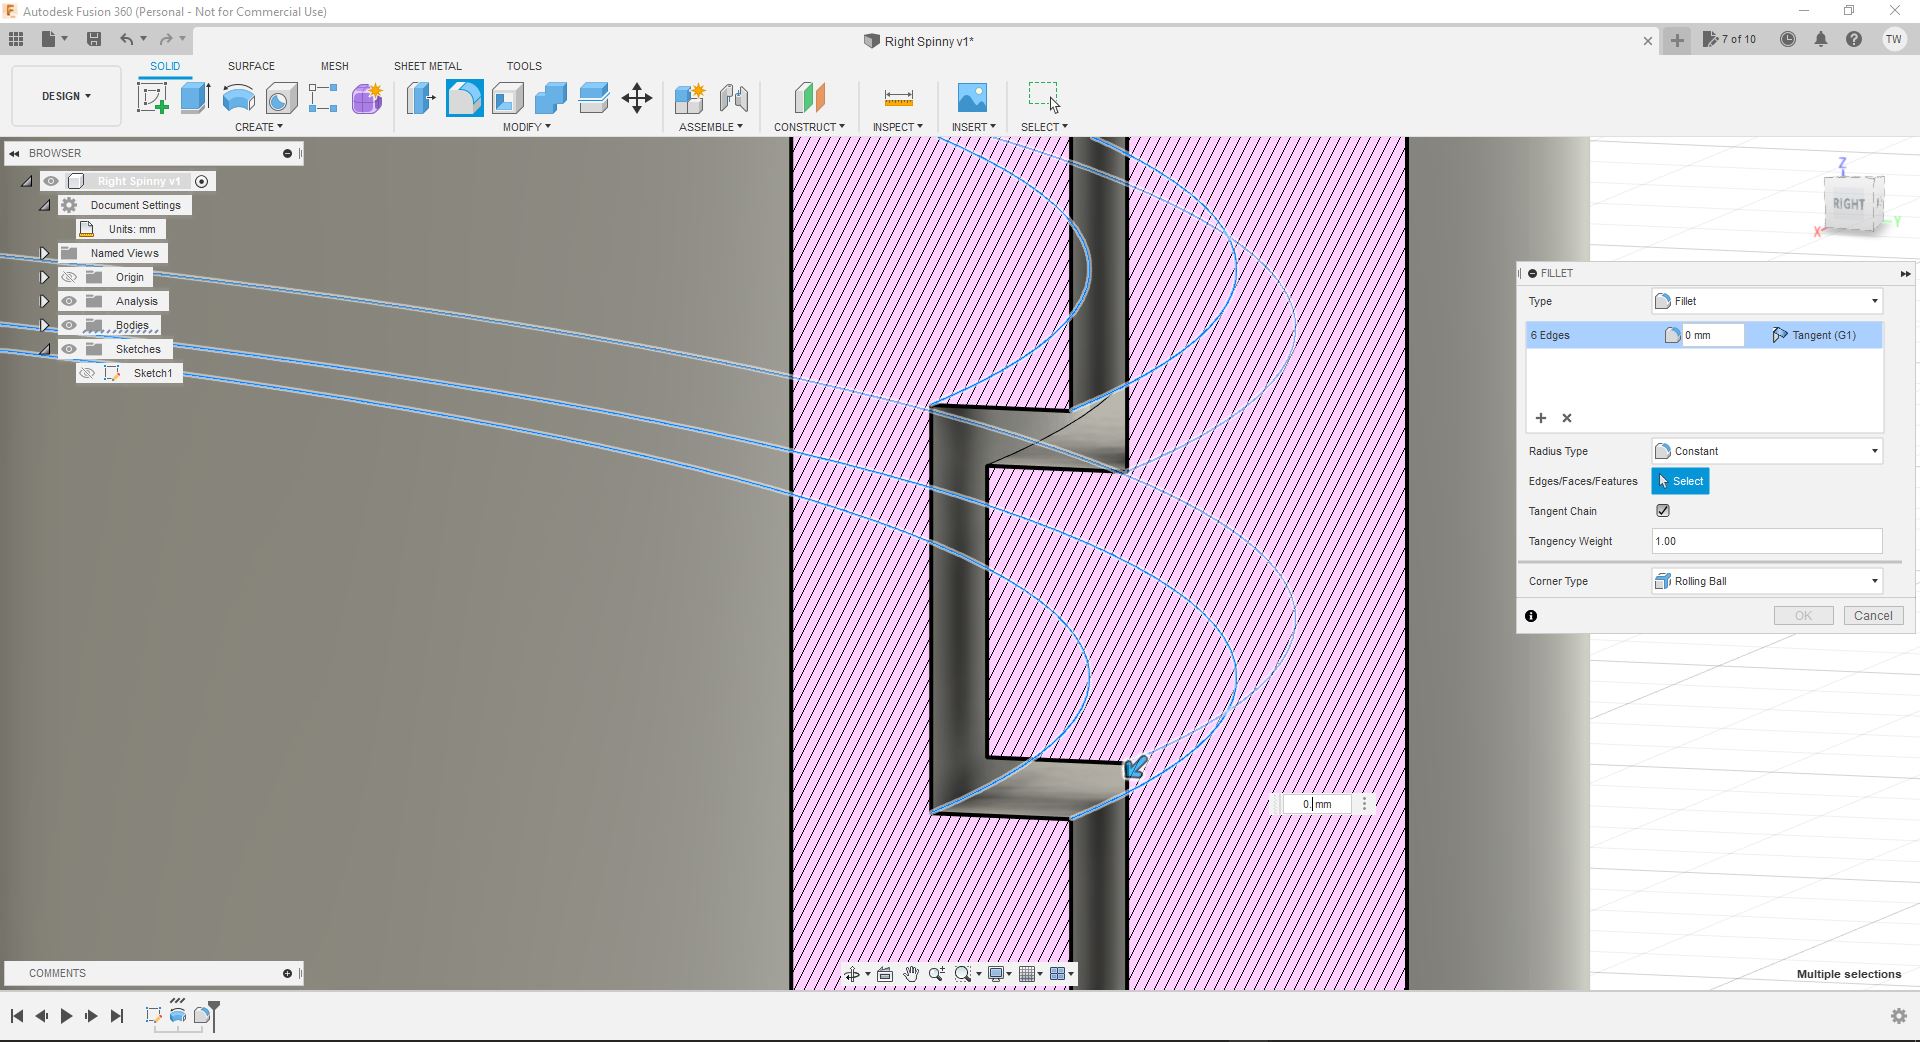 Autodesk Fusion 360 (Personal - Not for Commercial Use)
Right Spinny v1*
7 of 10
TW
SOLID
SURFACE
MESH
SHEET METAL
TOOLS
DESIGN
CREATE
MODIFY
ASSEMBLE
CONSTRUCT
INSPECT
INSERT
SELECT
BROWSER
Right Spinny v1
Document Settings
Units: mm
Named Views
Origin
Analysis
Bodies
Sketches
Sketch1
Z
RIGHT
X
Y
FILLET
Type
Fillet
6 Edges
0 mm
Tangent (G1)
Radius Type
Constant
Edges/Faces/Features
Select
Tangent Chain
Tangency Weight
1.00
Corner Type
Rolling Ball
OK
Cancel
0. mm
COMMENTS
Multiple selections